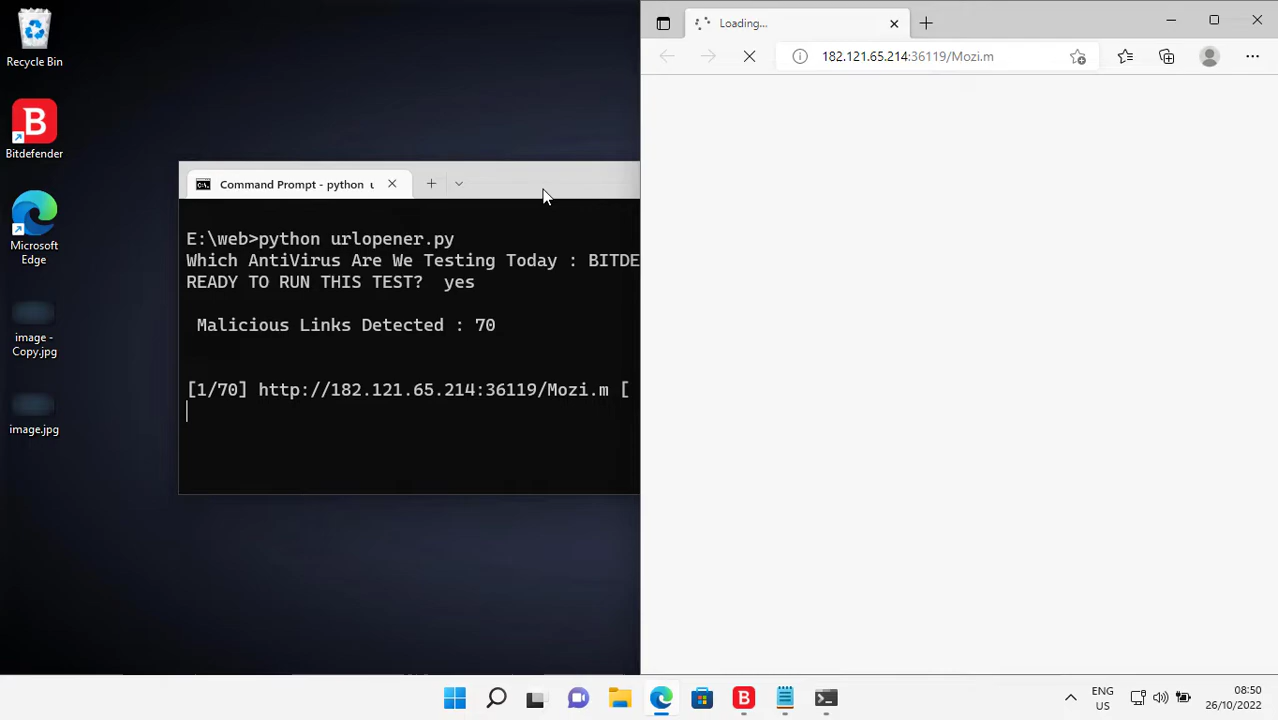 Recycle Bin
Bitdefender
Microsoft
Edge
image -
Copy.jpg
image.jpg
Command Prompt - python u
E:\web>python urlopener.py
Which AntiVirus Are We Testing Today : BITDE
READY TO RUN THIS TEST?  yes
Malicious Links Detected : 70
[1/70] http://182.121.65.214:36119/Mozi.m [
Loading...
182.121.65.214:36119/Mozi.m
ENG
US
08:50
26/10/2022